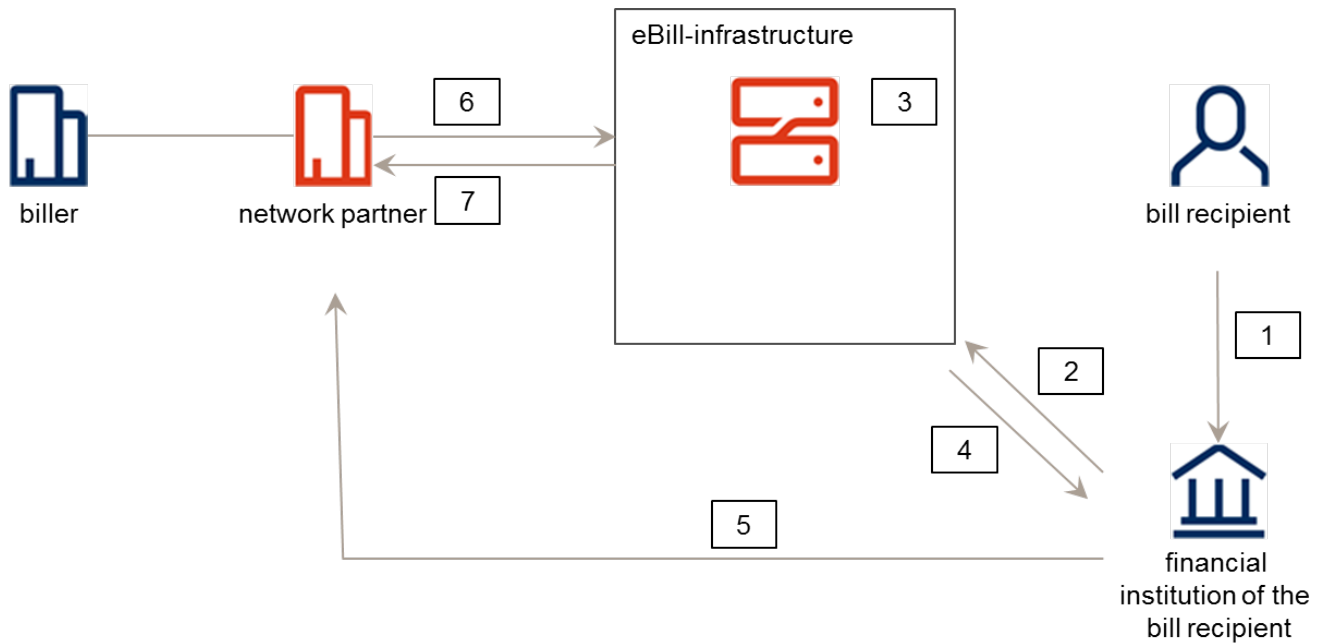 eBill-infrastructure
6
3
biller
network partner
7
bill recipient
1
2
4
5
financial
institution of the
bill recipient